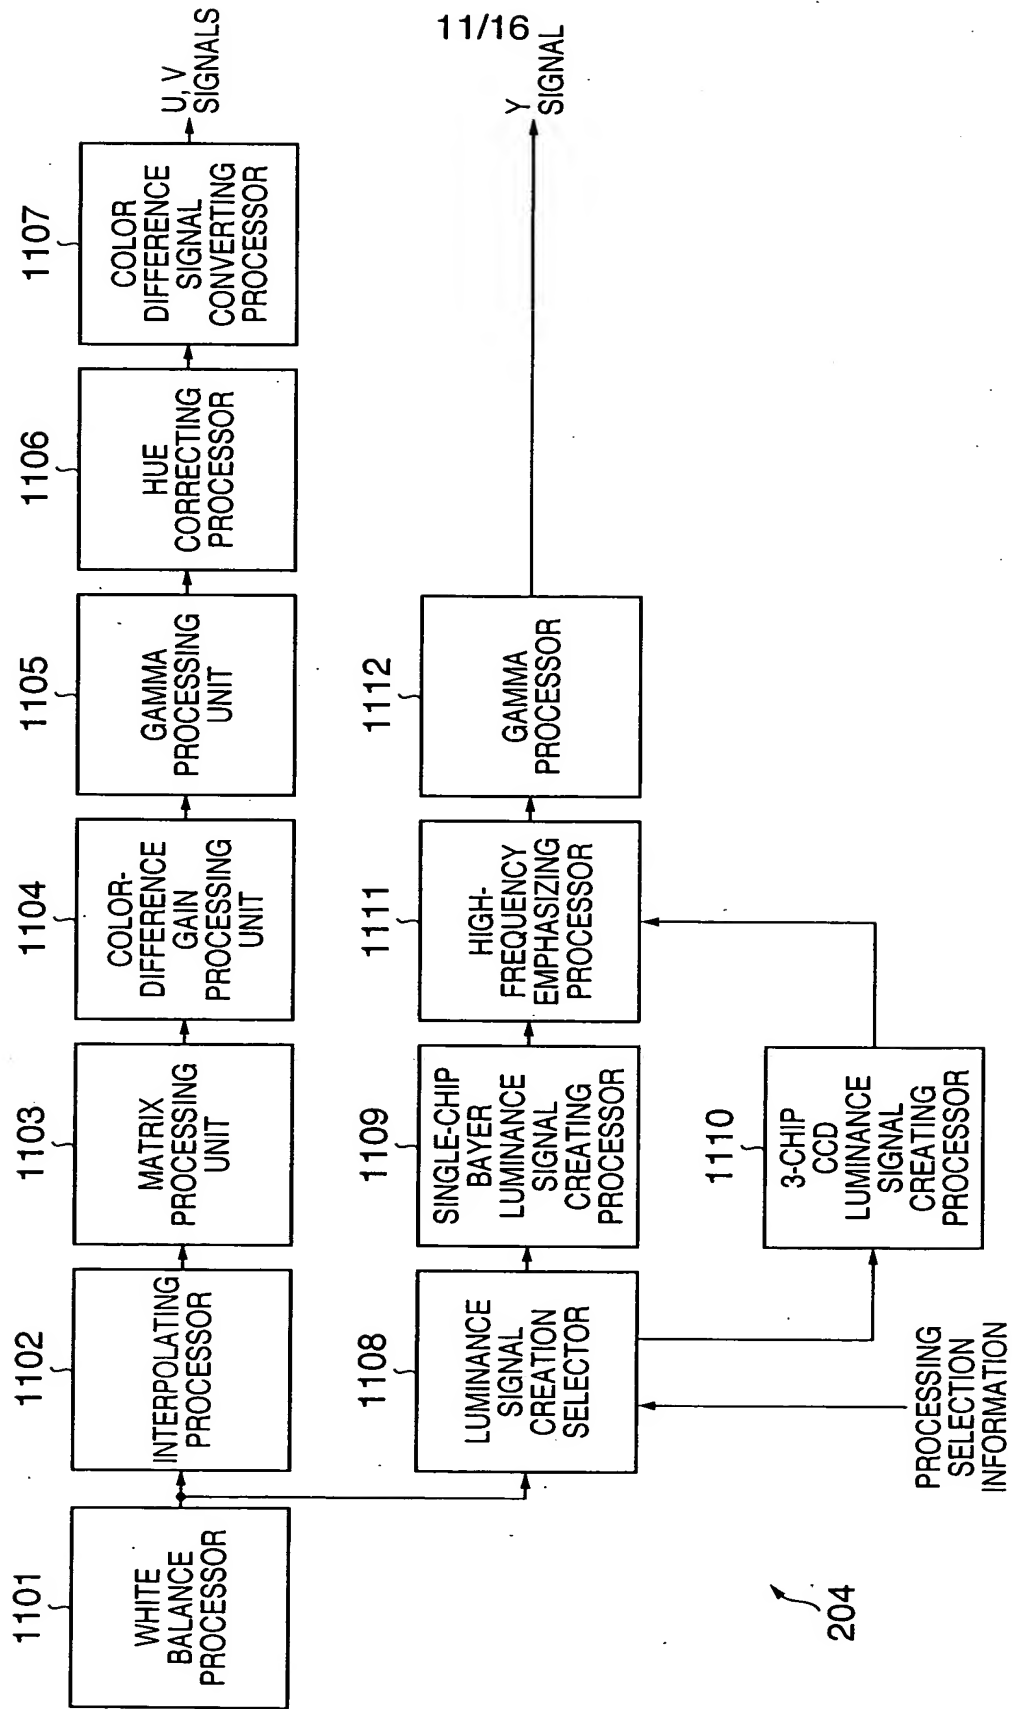 11/16
1101
WHITE
BALANCE
PROCESSOR
1102
INTERPOLATING
PROCESSOR
1103
MATRIX
PROCESSING
UNIT
1104
COLOR-
DIFFERENCE
GAIN
PROCESSING
UNIT
1105
GAMMA
PROCESSING
UNIT
1106
HUE
CORRECTING
PROCESSOR
1107
COLOR
DIFFERENCE
SIGNAL
CONVERTING
PROCESSOR
U, V
SIGNALS
1108
LUMINANCE
SIGNAL
CREATION
SELECTOR
1109
SINGLE-CHIP
BAYER
LUMINANCE
SIGNAL
CREATING
PROCESSOR
1111
HIGH-
FREQUENCY
EMPHASIZING
PROCESSOR
1112
GAMMA
PROCESSOR
Y
SIGNAL
1110
3-CHIP
CCD
LUMINANCE
SIGNAL
CREATING
PROCESSOR
PROCESSING
SELECTION
INFORMATION
204